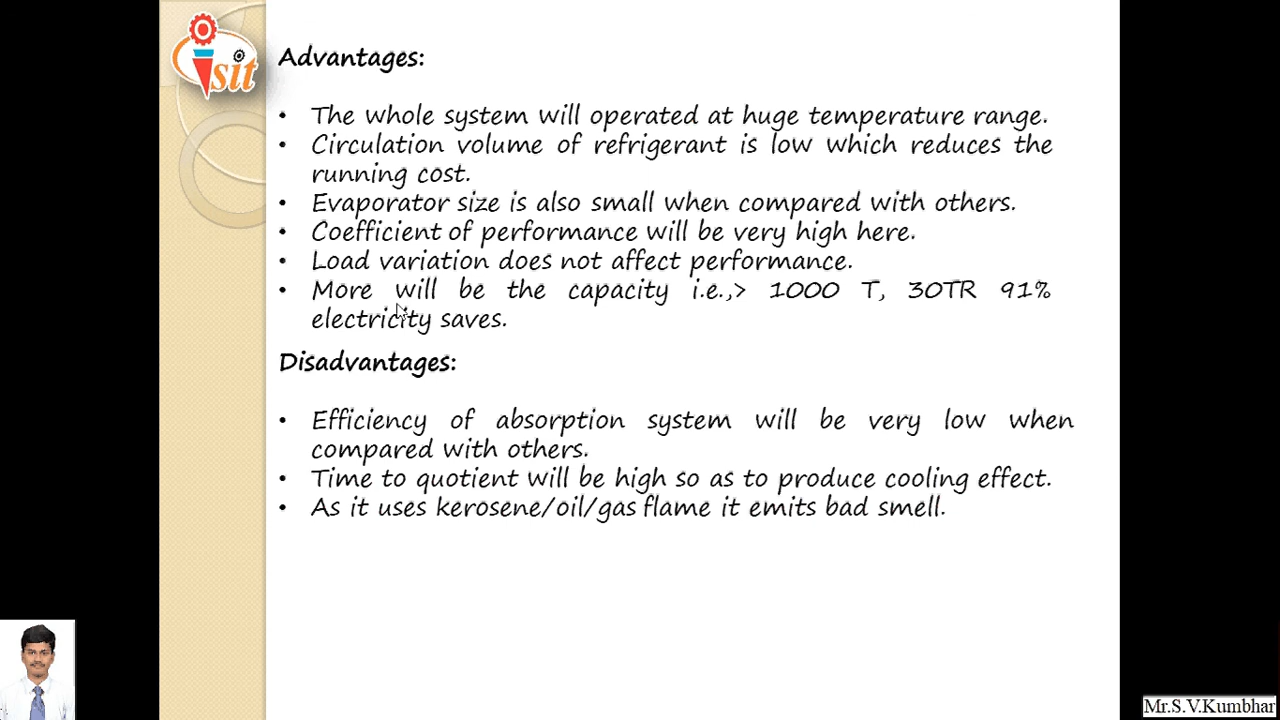 sit
Advantages:
• The whole system will operated at huge temperature range.
• Circulation volume of refrigerant is low which reduces the
running cost.
• Evaporator size is also small when compared with others.
• Coefficient of performance will be very high here.
• Load variation does not affect performance.
• More will be the capacity i.e.,> 1000 T, 30TR 91%
electricity saves.
Disadvantages:
• Efficiency of absorption system will be very low when
compared with others.
• Time to quotient will be high so as to produce cooling effect.
• As it uses kerosene/oil/gas flame it emits bad smell.
Mr.S.V.Kumbhar